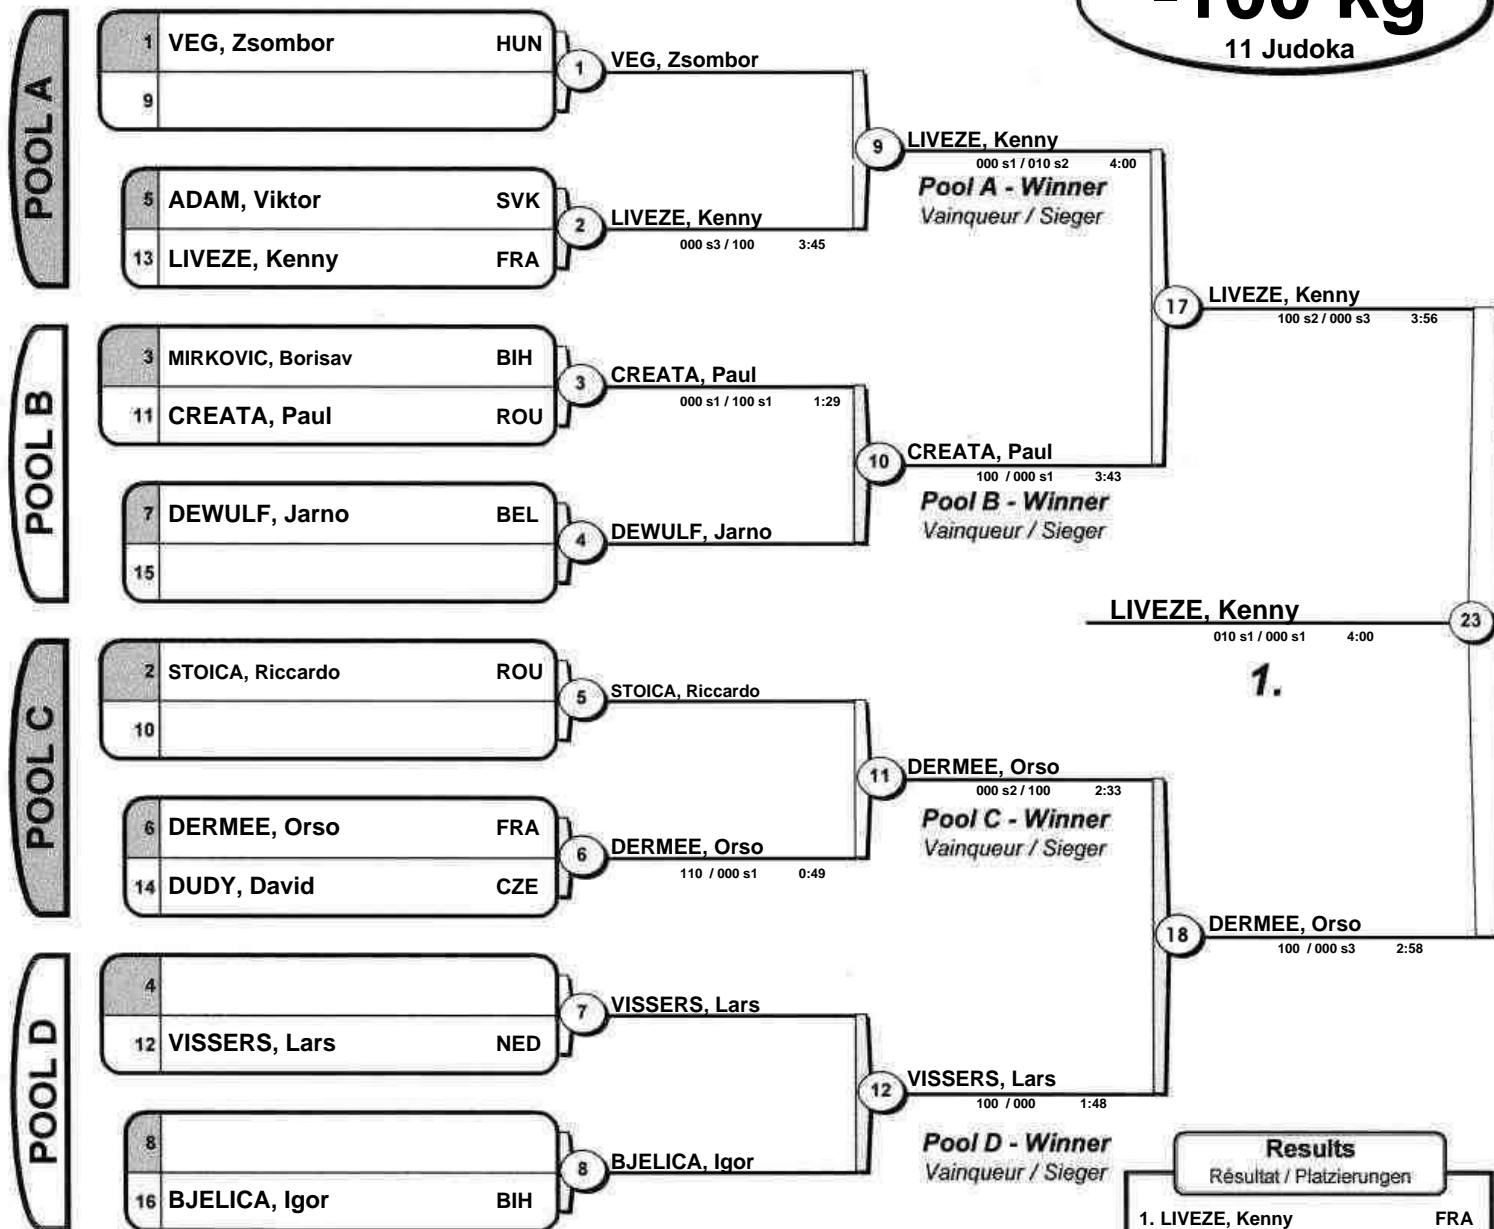 -100 kg
11 Judoka
POOL A
1 VEG, Zsombor HUN
9
1
VEG, Zsombor
5 ADAM, Viktor SVK
13 LIVEZE, Kenny FRA
2
LIVEZE, Kenny
000 s3 / 100 3:45
9
LIVEZE, Kenny
000 s1 / 010 s2 4:00
Pool A - Winner
Vainqueur / Sieger
POOL B
3 MIRKOVIC, Borisav BIH
11 CREATA, Paul ROU
3
CREATA, Paul
000 s1 / 100 s1 1:29
7 DEWULF, Jarno BEL
15
4
DEWULF, Jarno
10
CREATA, Paul
100 / 000 s1 3:43
Pool B - Winner
Vainqueur / Sieger
17
LIVEZE, Kenny
100 s2 / 000 s3 3:56
LIVEZE, Kenny
010 s1 / 000 s1 4:00
23
1.
POOL C
2 STOICA, Riccardo ROU
10
5
STOICA, Riccardo
6 DERMEE, Orso FRA
14 DUDY, David CZE
6
DERMEE, Orso
110 / 000 s1 0:49
11
DERMEE, Orso
000 s2 / 100 2:33
Pool C - Winner
Vainqueur / Sieger
POOL D
4
12 VISSERS, Lars NED
7
VISSERS, Lars
8
16 BJELICA, Igor BIH
8
BJELICA, Igor
12
VISSERS, Lars
100 / 000 1:48
Pool D - Winner
Vainqueur / Sieger
18
DERMEE, Orso
100 / 000 s3 2:58
Results
Résultat / Platzierungen
1. LIVEZE, Kenny FRA